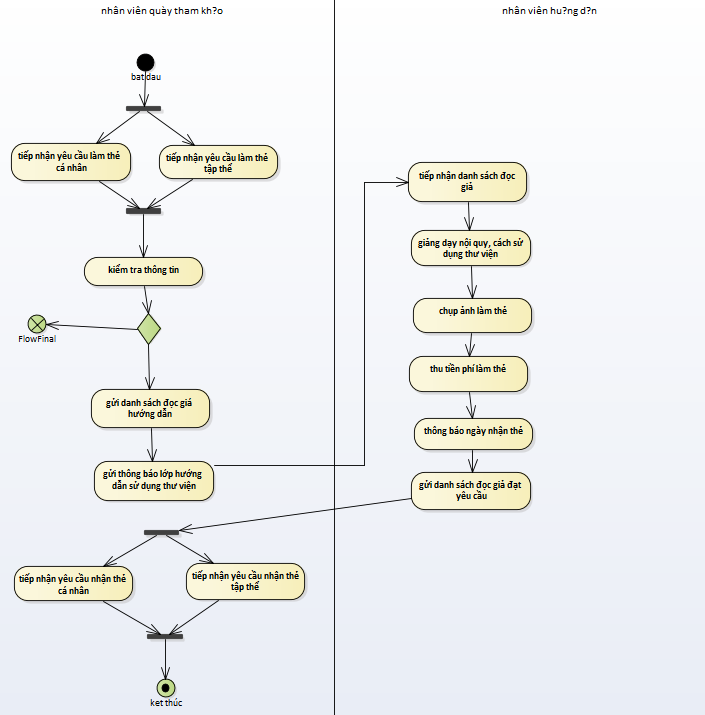 nhân viên quày tham kh?o
nhân viên hu?ng d?n
bat dau
tiếp nhận yêu cầu làm thẻ
cá nhân
tiếp nhận yêu cầu làm thẻ
tập thể
kiểm tra thông tin
FlowFinal
gửi danh sách đọc giả
hướng dẫn
gửi thông báo lớp hướng
dẫn sử dụng thư viện
tiếp nhận danh sách đọc
giả
giảng dạy nội quy, cách sử
dụng thư viện
chụp ảnh làm thẻ
thu tiền phí làm thẻ
thông báo ngày nhận thẻ
gửi danh sách đọc giả đạt
yêu cầu
tiếp nhận yêu cầu nhận thẻ
cá nhân
tiếp nhận yêu cầu nhận thẻ
tập thể
ket thúc